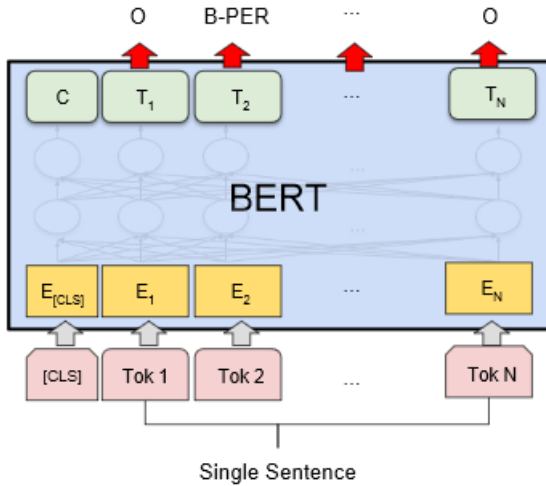 O B-PER ... O
C T1 T2 ... TN
...
BERT
...
E[CLS] E1 E2 ... EN
[CLS] Tok 1 Tok 2 ... Tok N
Single Sentence